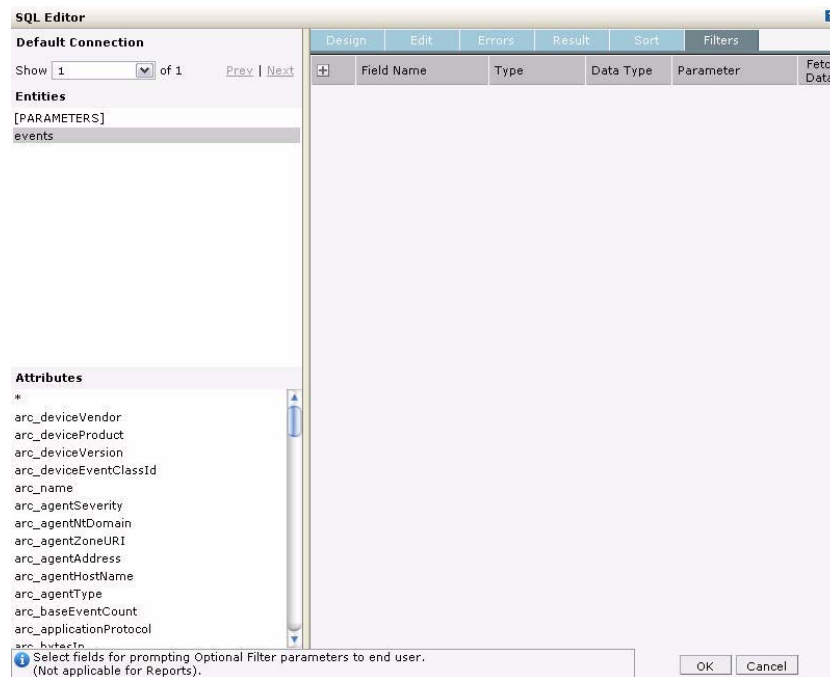 SQL Editor
Default Connection
Show 1 of 1 Prev | Next
Entities
[PARAMETERS]
events
Attributes
*
arc_deviceVendor
arc_deviceProduct
arc_deviceVersion
arc_deviceEventClassId
arc_name
arc_agentSeverity
arc_agentNtDomain
arc_agentZoneURI
arc_agentAddress
arc_agentHostName
arc_agentType
arc_baseEventCount
arc_applicationProtocol
arc_bytesIn
Design Edit Errors Result Sort Filters
Field Name Type Data Type Parameter
Select fields for prompting Optional Filter parameters to end user.
(Not applicable for Reports).
OK Cancel